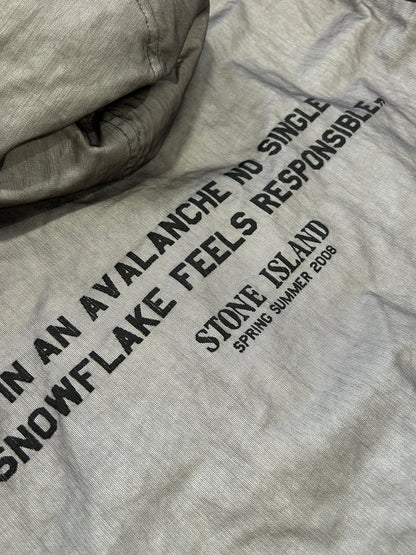 IN AN AVALANCHE NO SINGLE
SNOWFLAKE FEELS RESPONSIBLE„
STONE ISLAND
SPRING SUMMER 2008